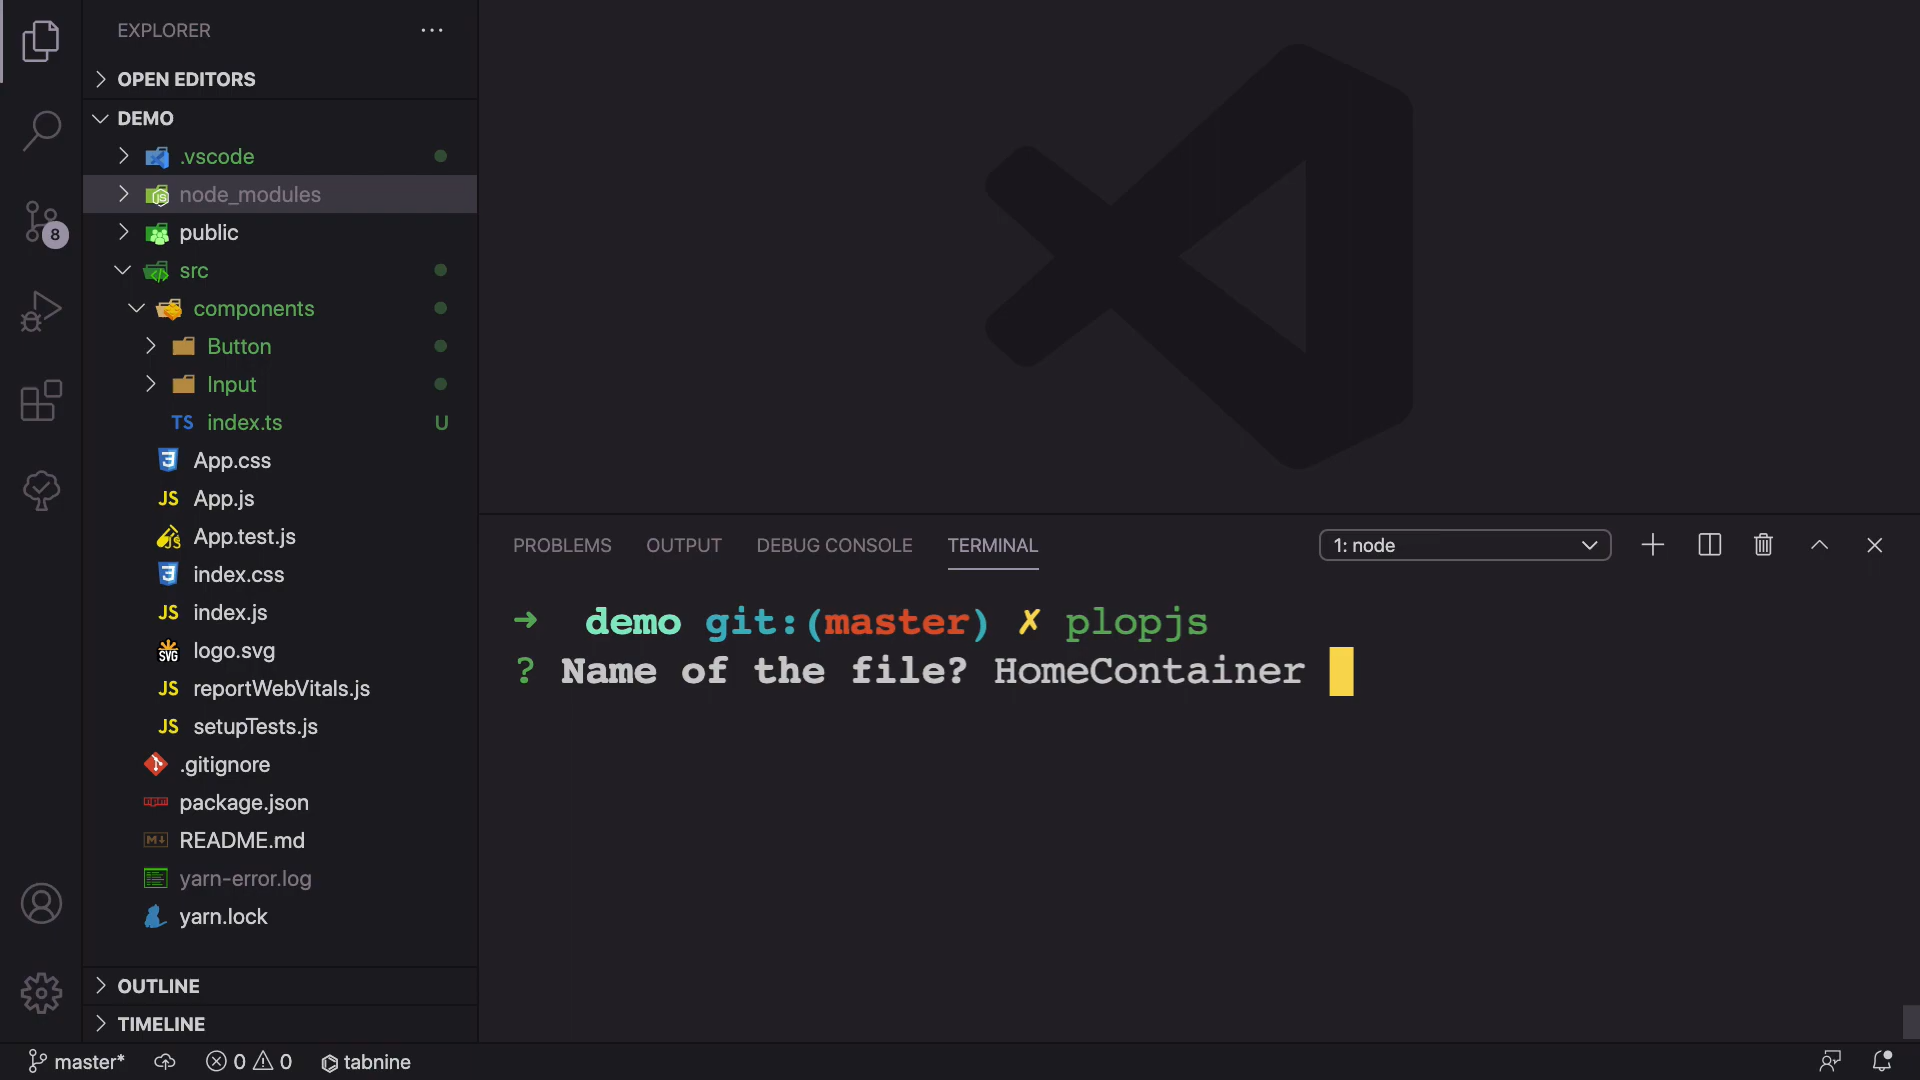 EXPLORER
OPEN EDITORS
DEMO
.vscode
node_modules
public
8
src
components
Button
Input
TS index.ts U
App.css
JS App.js
App.test.js
index.css
JS index.js
SVG logo.svg
JS reportWebVitals.js
JS setupTests.js
.gitignore
package.json
README.md
yarn-error.log
yarn.lock
OUTLINE
TIMELINE
PROBLEMS OUTPUT DEBUG CONSOLE TERMINAL 1: node
➜ demo git:(master) ✗ plopjs
? Name of the file? HomeContainer
master* 0 0 tabnine